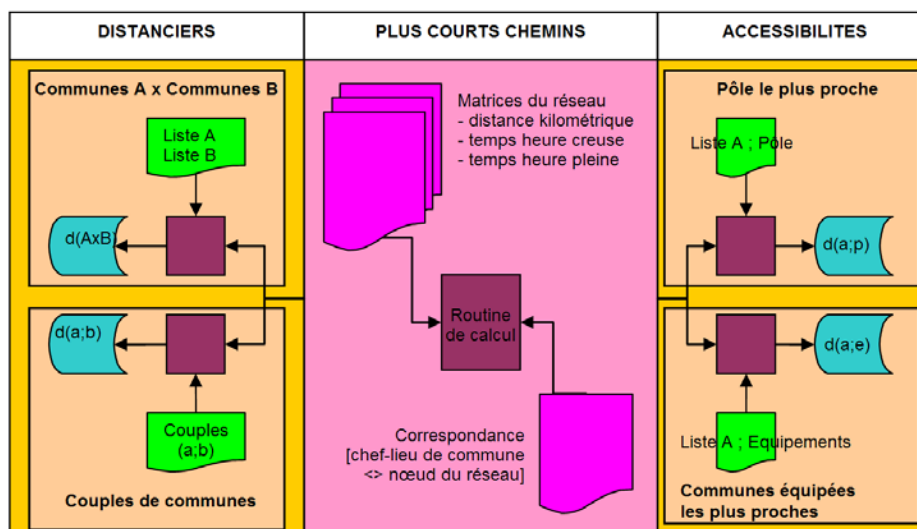 DISTANCIERS
PLUS COURTS CHEMINS
ACCESSIBILITES
Communes A x Communes B
Liste A
Liste B
d(AxB)
d(a;b)
Couples
(a;b)
Couples de communes
Matrices du réseau
- distance kilométrique
- temps heure creuse
- temps heure pleine
Routine
de calcul
Correspondance
[chef-lieu de commune
<> nœud du réseau]
Pôle le plus proche
Liste A ; Pôle
d(a;p)
d(a;e)
Liste A ; Equipements
Communes équipées
les plus proches